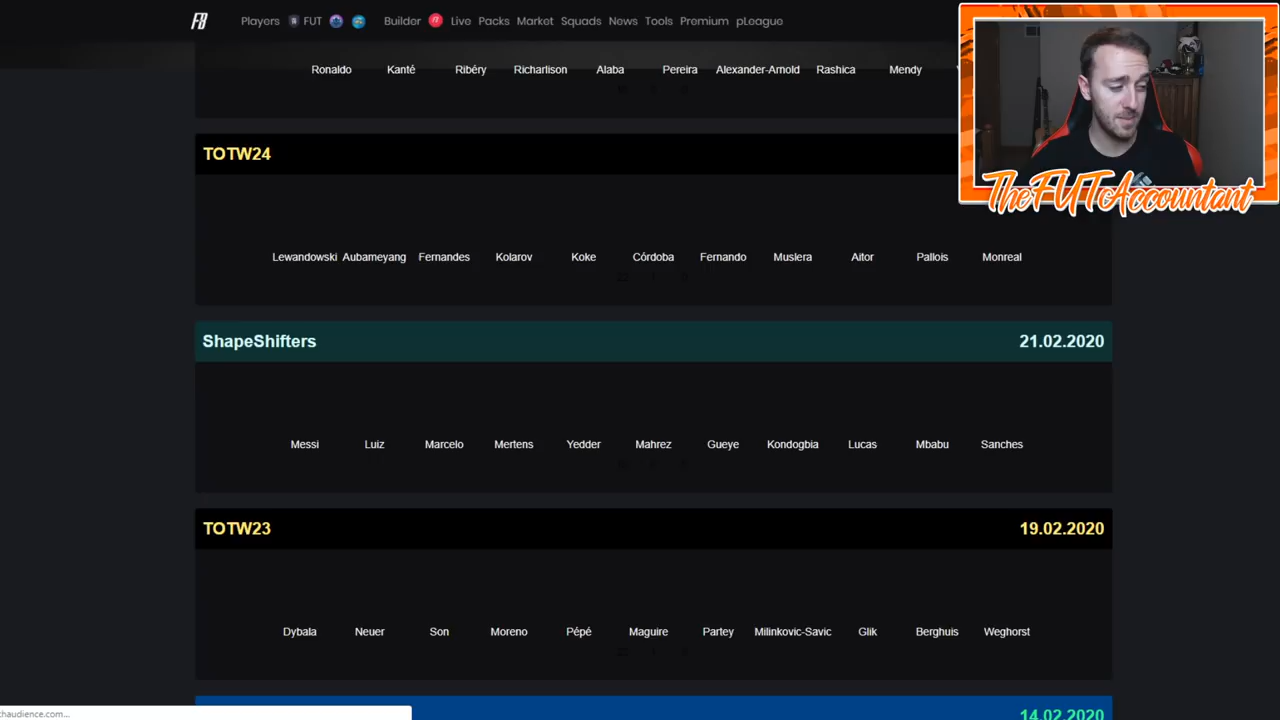 FB Players FUT Builder Live Packs Market Squads News Tools Premium pLeague
Ronaldo Kanté Ribéry Richarlison Alaba Pereira Alexander-Arnold Rashica Mendy
TheFUTAccountant
TOTW24
Lewandowski Aubameyang Fernandes Kolarov Koke Córdoba Fernando Muslera Aitor Pallois Monreal
ShapeShifters 21.02.2020
Messi Luiz Marcelo Mertens Yedder Mahrez Gueye Kondogbia Lucas Mbabu Sanches
TOTW23 19.02.2020
Dybala Neuer Son Moreno Pépé Maguire Partey Milinkovic-Savic Glik Berghuis Weghorst
14.02.2020
chaudience.com...